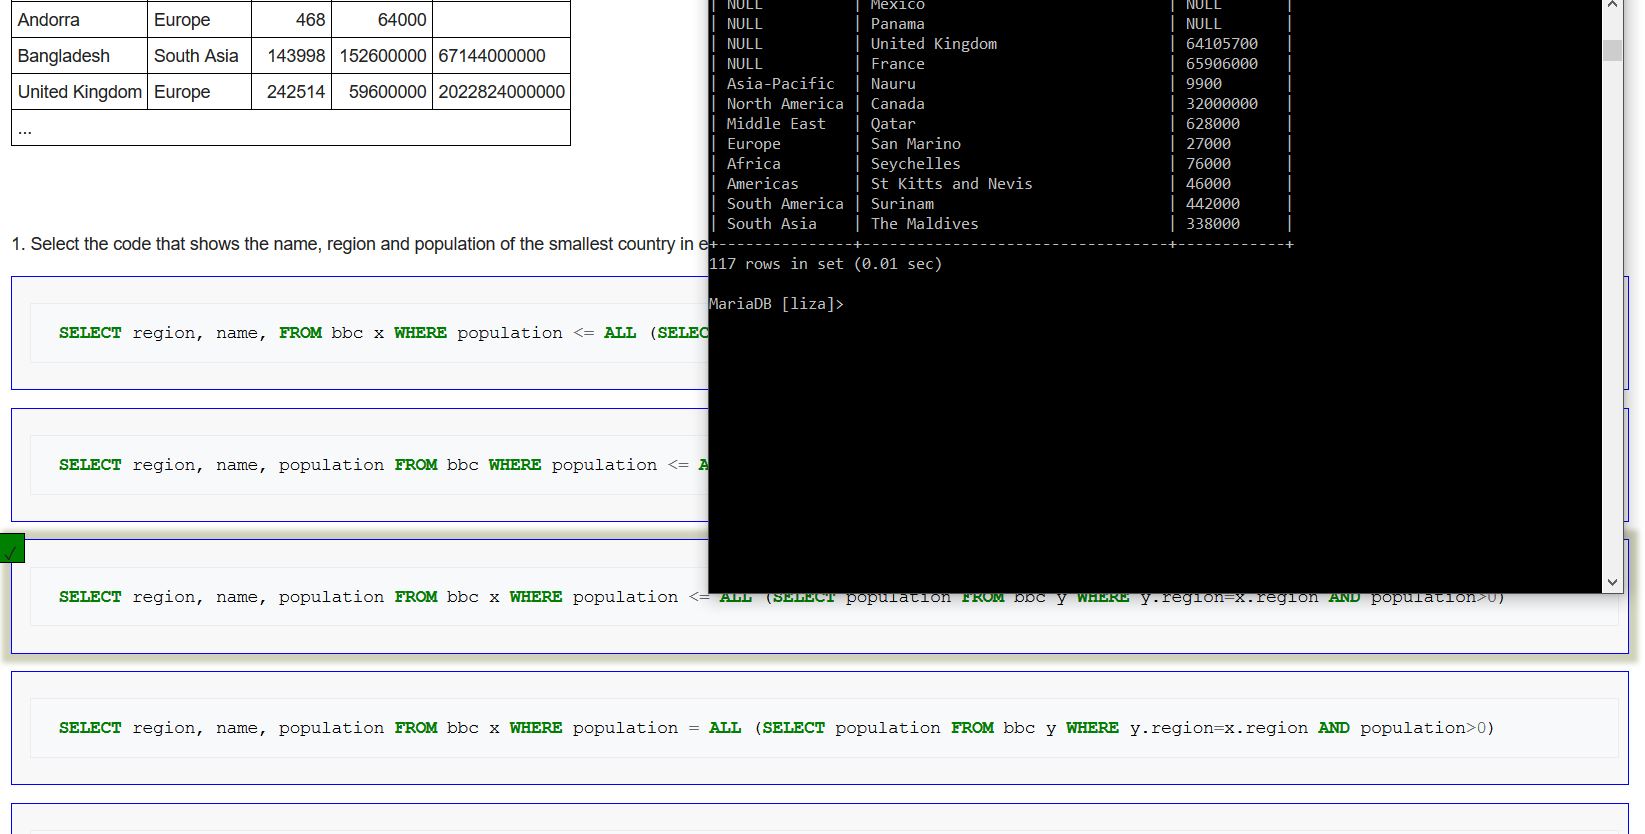 Andorra Europe 468 64000
Bangladesh South Asia 143998 152600000 67144000000
United Kingdom Europe 242514 59600000 2022824000000
...
1. Select the code that shows the name, region and population of the smallest country in
SELECT region, name, FROM bbc x WHERE population <= ALL (SELEC
SELECT region, name, population FROM bbc WHERE population <= A
SELECT region, name, population FROM bbc x WHERE population <= ALL (SELECT population FROM bbc y WHERE y.region=x.region AND population>0)
SELECT region, name, population FROM bbc x WHERE population = ALL (SELECT population FROM bbc y WHERE y.region=x.region AND population>0)
| NULL | Mexico | NULL |
| NULL | Panama | NULL |
| NULL | United Kingdom | 64105700 |
| NULL | France | 65906000 |
| Asia-Pacific | Nauru | 9900 |
| North America | Canada | 32000000 |
| Middle East | Qatar | 628000 |
| Europe | San Marino | 27000 |
| Africa | Seychelles | 76000 |
| Americas | St Kitts and Nevis | 46000 |
| South America | Surinam | 442000 |
| South Asia | The Maldives | 338000 |
+---------------+----------------------------------+------------+
117 rows in set (0.01 sec)
MariaDB [liza]>